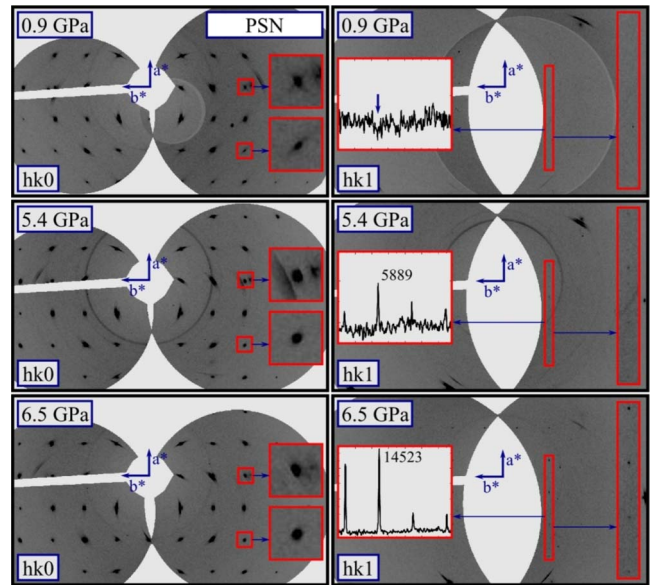 0.9 GPa
PSN
a*
b*
hk0
0.9 GPa
a*
b*
hk1
5.4 GPa
a*
b*
hk0
5.4 GPa
a*
5889
b*
hk1
6.5 GPa
a*
b*
hk0
6.5 GPa
14523
a*
b*
hk1